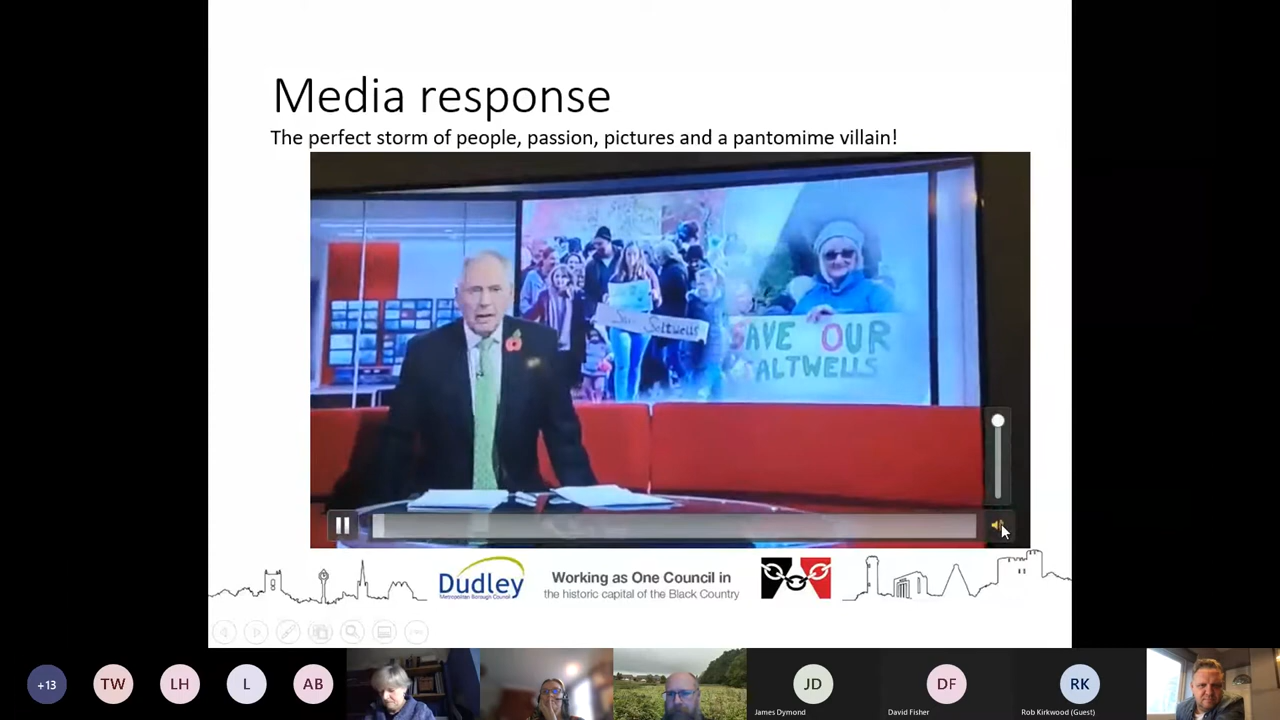 Media response
The perfect storm of people, passion, pictures and a pantomime villain!
Save Saltwells
SAVE OUR
SALTWELLS
Dudley
Metropolitan Borough Council
Working as One Council in
the historic capital of the Black Country
+13
TW
LH
L
AB
JD
DF
RK
James Dymond
David Fisher
Rob Kirkwood (Guest)